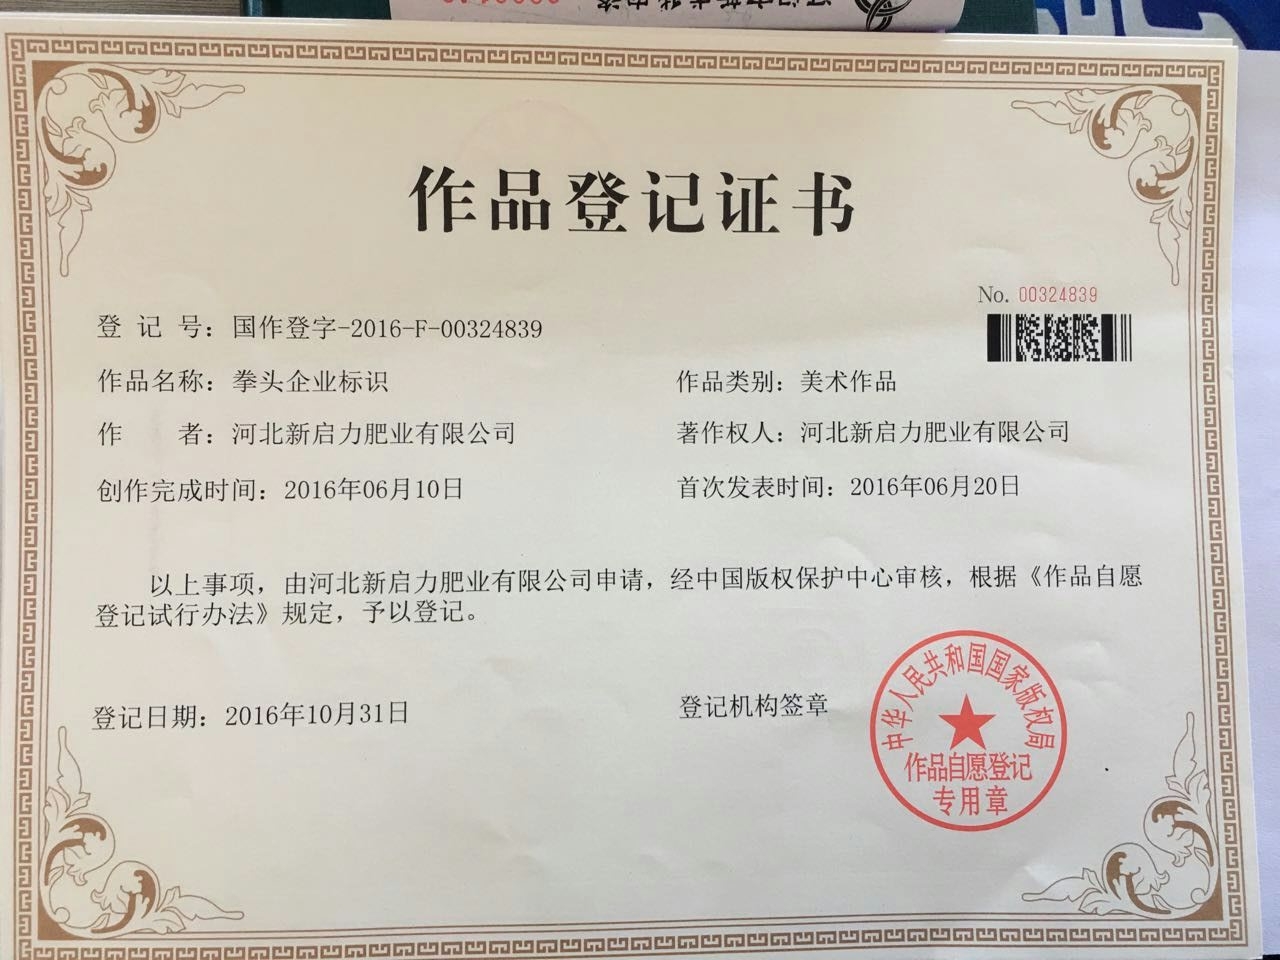 作品登记证书
No. 00324839
登记号：国作登字-2016-F-00324839
作品名称：拳头企业标识
作品类别：美术作品
作者：河北新启力肥业有限公司
著作权人：河北新启力肥业有限公司
创作完成时间：2016年06月10日
首次发表时间：2016年06月20日
以上事项，由河北新启力肥业有限公司申请，经中国版权保护中心审核，根据《作品自愿
登记试行办法》规定，予以登记。
登记日期：2016年10月31日
登记机构签章
中华人民共和国国家版权局
作品自愿登记
专用章